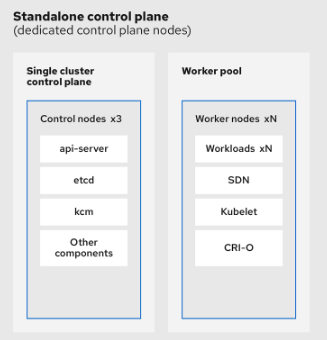 Standalone control plane
(dedicated control plane nodes)
Single cluster
control plane
Control nodes x3
api-server
etcd
kcm
Other
components
Worker pool
Worker nodes xN
Workloads xN
SDN
Kubelet
CRI-O